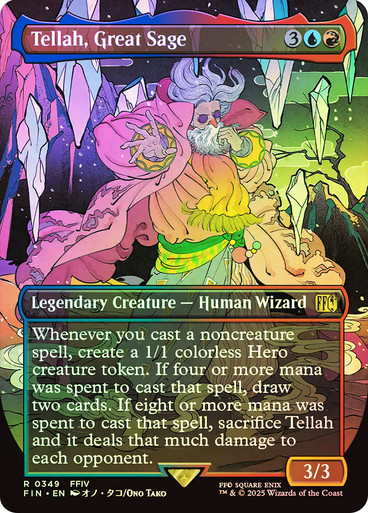 Tellah, Great Sage 3
Legendary Creature — Human Wizard FFIV
Whenever you cast a noncreature
spell, create a 1/1 colorless Hero
creature token. If four or more mana
was spent to cast that spell, draw
two cards. If eight or more mana was
spent to cast that spell, sacrifice Tellah
and it deals that much damage to
each opponent.
3/3
R 0349 FFIV
FIN • EN オノ・タコ/Ono Tako
FF© SQUARE ENIX
™ & © 2025 Wizards of the Coast